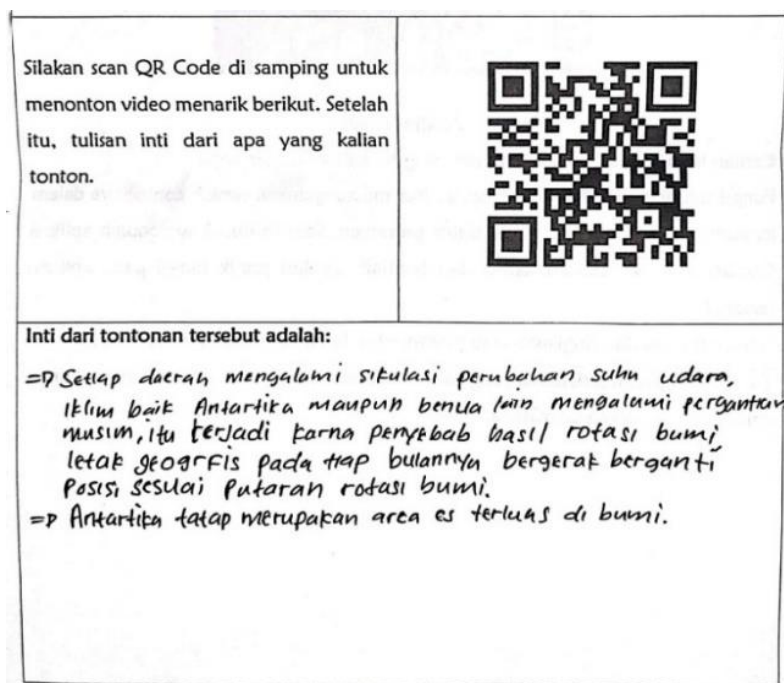 Silakan scan QR Code di samping untuk
menonton video menarik berikut. Setelah
itu, tulisan inti dari apa yang kalian
tonton.
Inti dari tontonan tersebut adalah:
=> Setiap daerah mengalami sikulasi perubahan suhu udara,
iklim baik Antartika maupun benua lain mengalami pergantian
musim, itu terjadi karna penyebab hasil rotasi bumi
letak geogrfis pada tiap bulannya bergerak berganti
posisi sesuai putaran rotasi bumi.
=> Antartika tatap merupakan area es terluas di bumi.